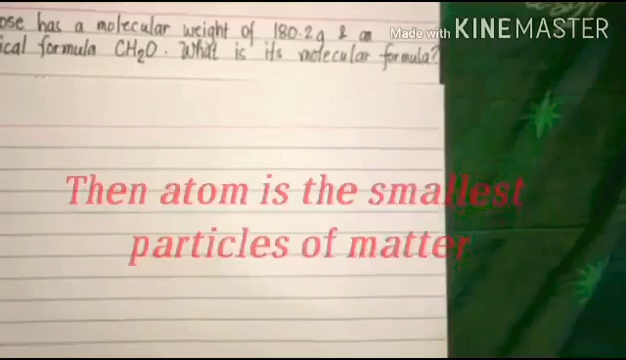 ose has a molecular weight of 180.2g & an
ical formula CH₂O. What is its molecular formula?
Made with KINEMASTER
Then atom is the smallest
particles of matter